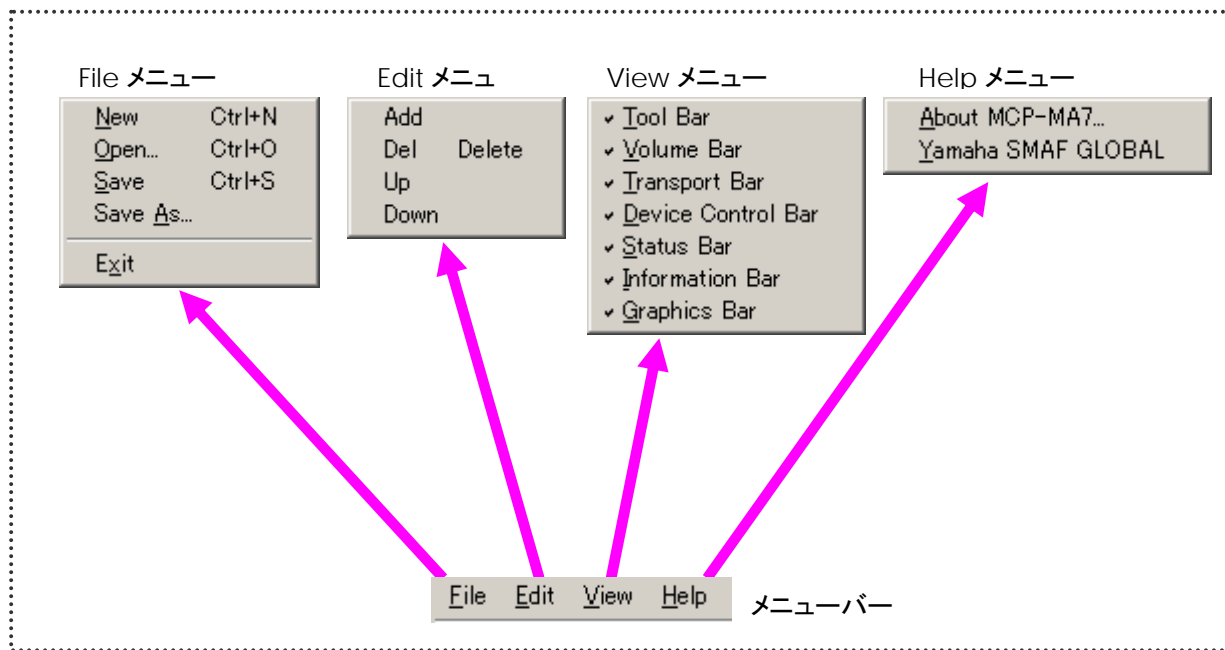 File メニュー
New Ctrl+N
Open... Ctrl+O
Save Ctrl+S
Save As...
Exit
Edit メニュ
Add
Del Delete
Up
Down
View メニュー
✓ Tool Bar
✓ Volume Bar
✓ Transport Bar
✓ Device Control Bar
✓ Status Bar
✓ Information Bar
✓ Graphics Bar
Help メニュー
About MCP-MA7...
Yamaha SMAF GLOBAL
File Edit View Help メニューバー